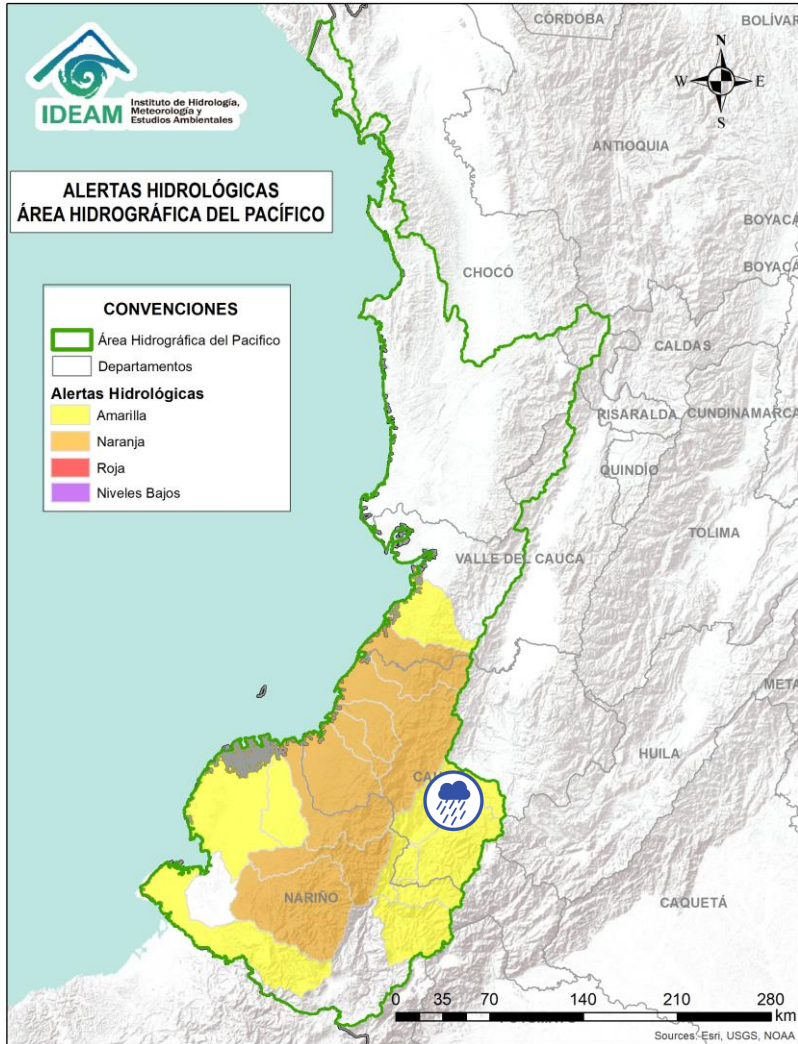 IDEAM
Instituto de Hidrología,
Meteorología y
Estudios Ambientales
ALERTAS HIDROLÓGICAS
ÁREA HIDROGRÁFICA DEL PACÍFICO
CONVENCIONES
Área Hidrográfica del Pacifico
Departamentos
Alertas Hidrológicas
Amarilla
Naranja
Roja
Niveles Bajos
CÓRDOBA
BOLÍVAR
N
W
E
S
ANTIOQUIA
BOYACÁ
CHOCÓ
BOYACÁ
CALDAS
RISARALDA
CUNDINAMARCA
QUINDÍO
TOLIMA
VALLE DEL CAUCA
META
HUILA
NARIÑO
CAQUETÁ
0 35 70 140 210 280
km
Sources: Esri, USGS, NOAA